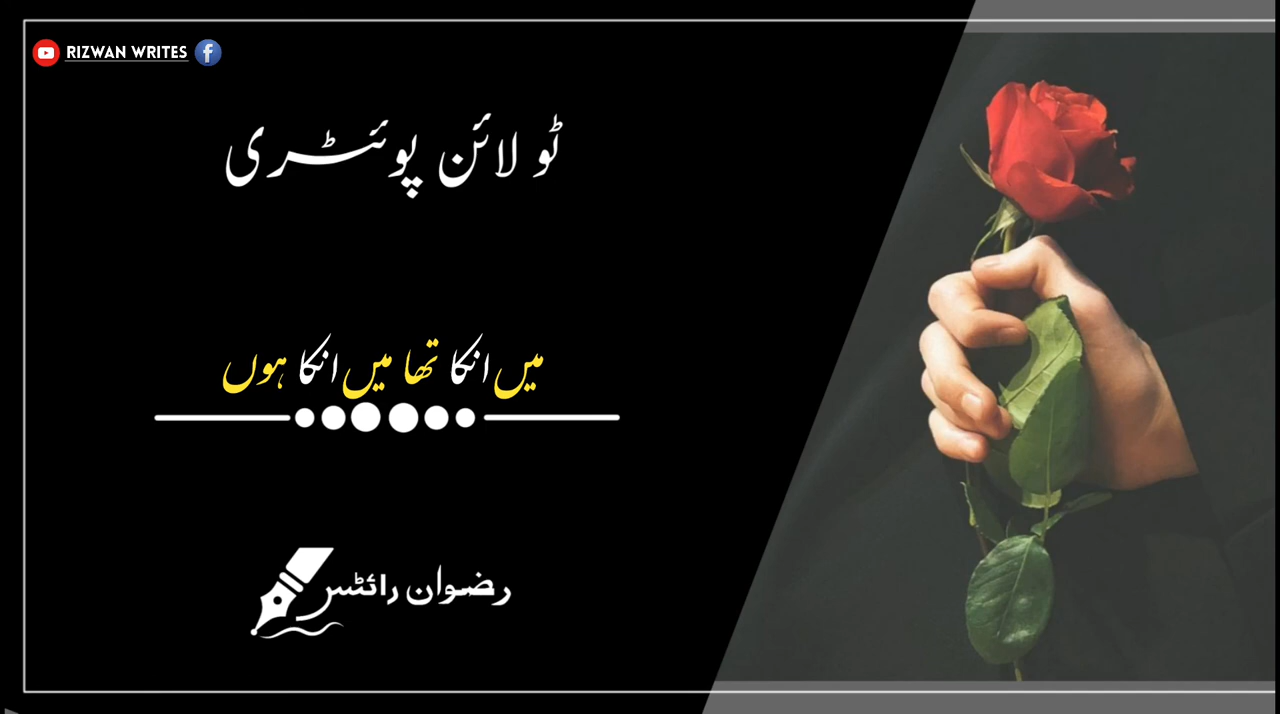 RIZWAN WRITES
ٹو لائن پوئٹری
میں انکا تھا میں انکا ہوں
رضوان رائٹس